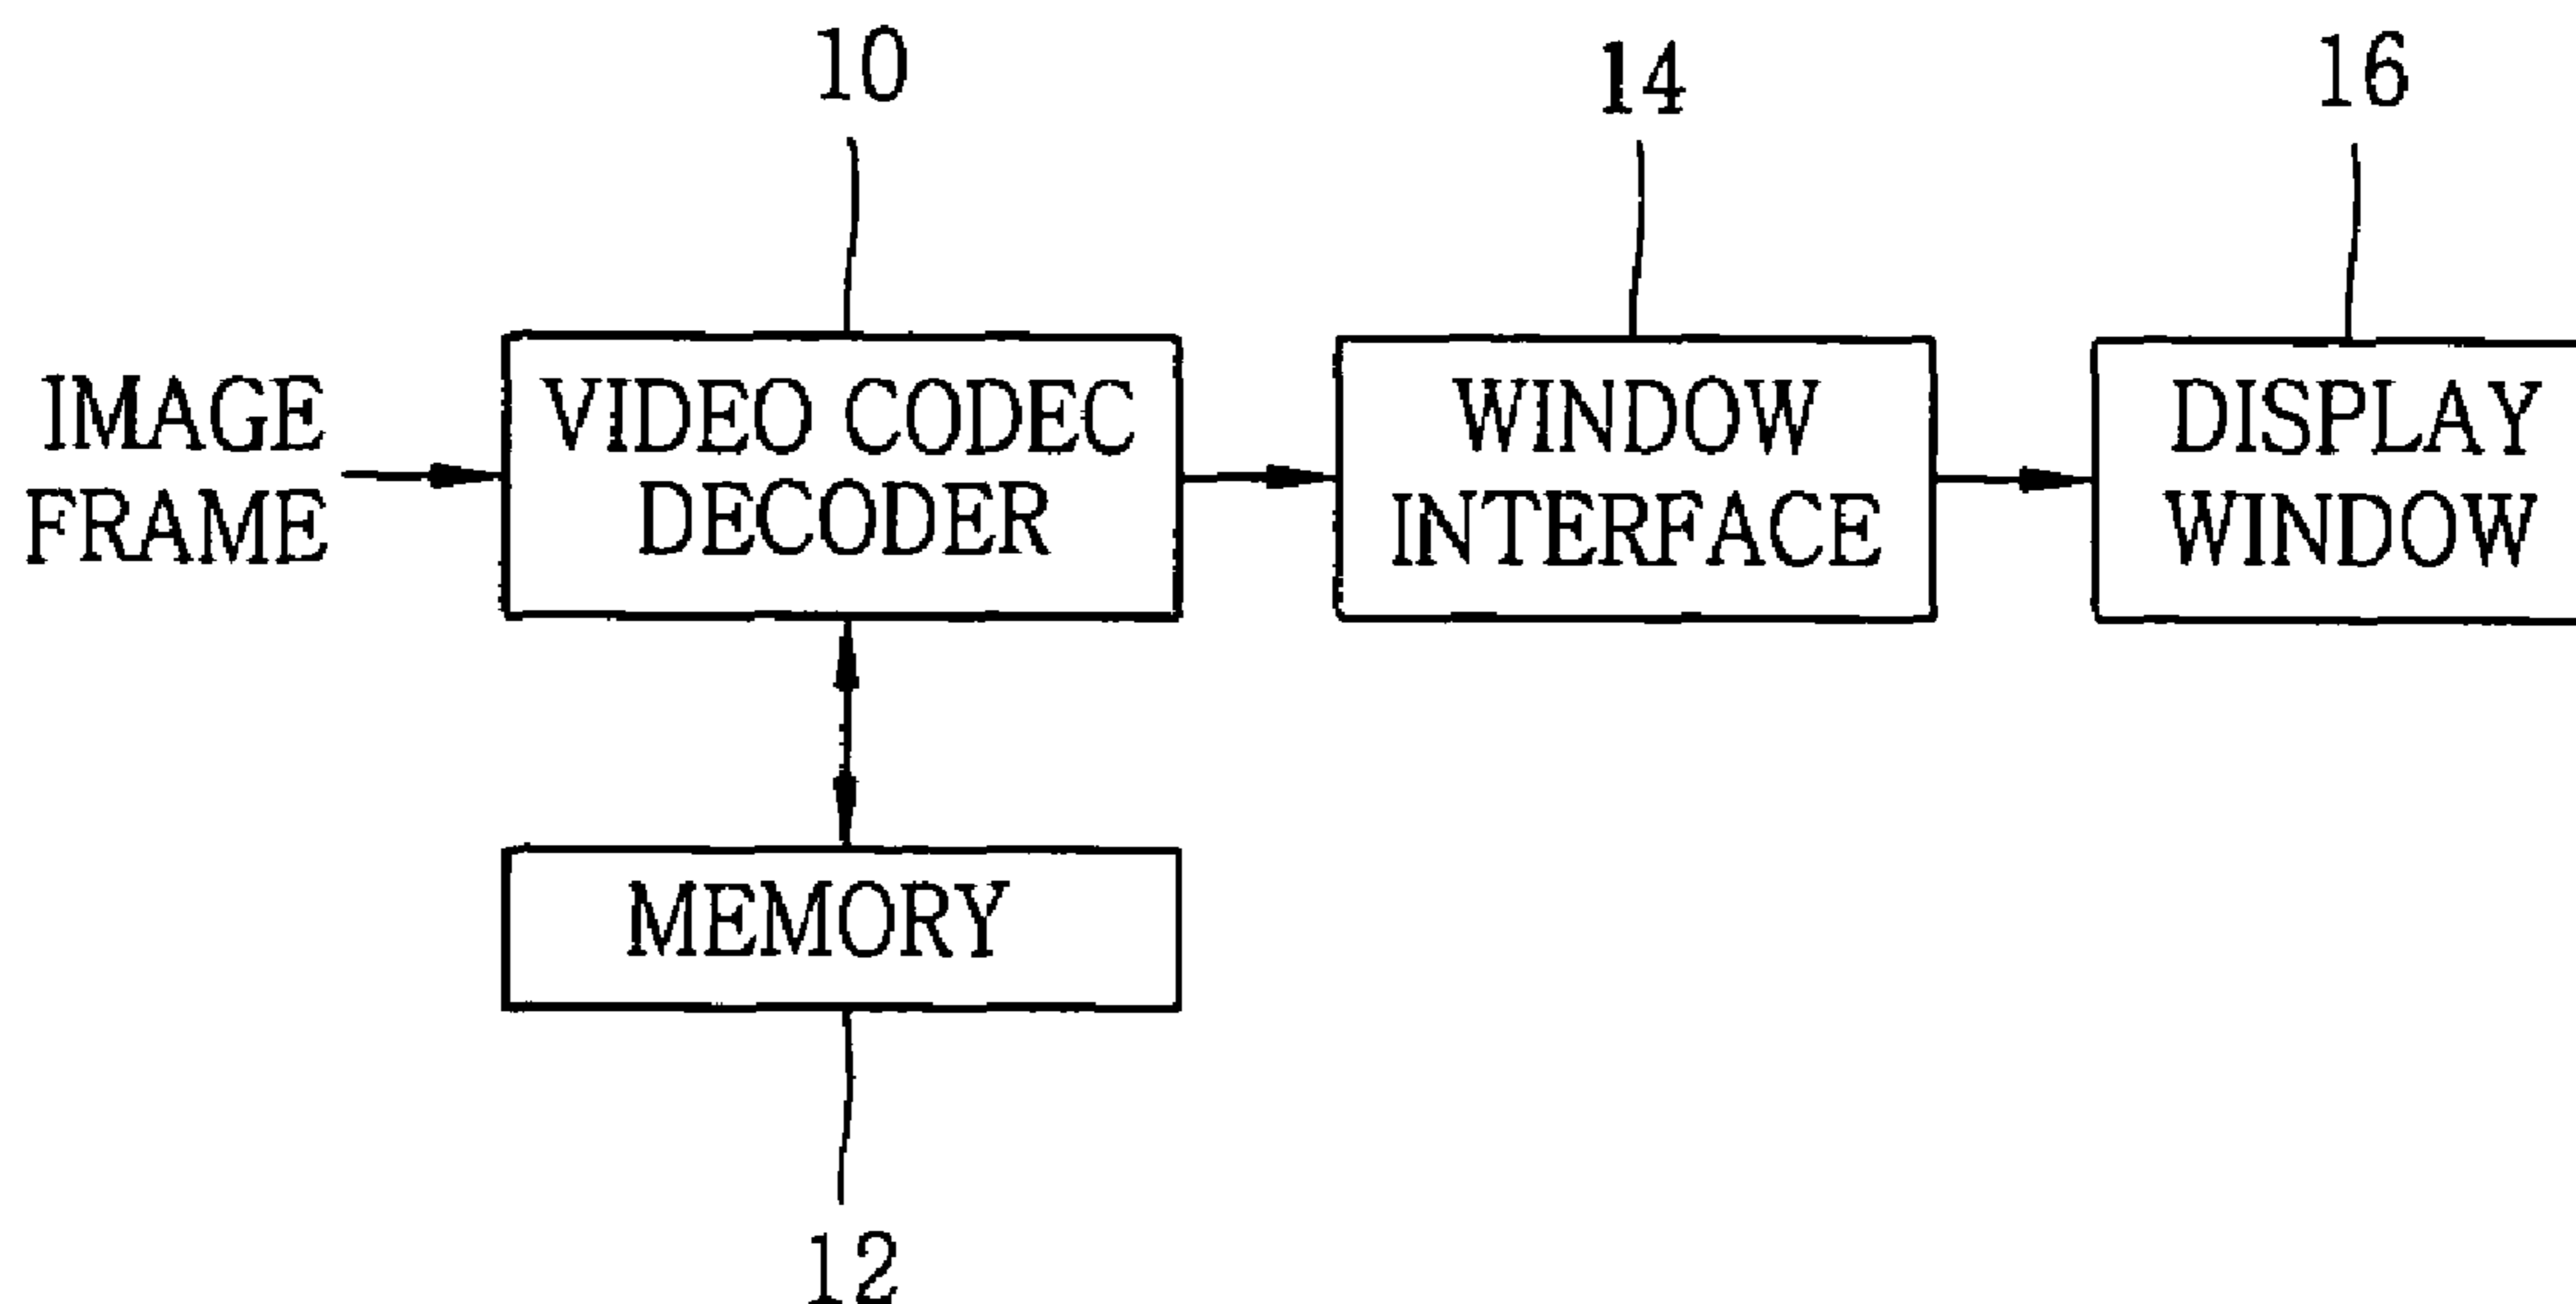 10
14
16
IMAGE
FRAME
VIDEO CODEC
DECODER
WINDOW
INTERFACE
DISPLAY
WINDOW
MEMORY
12